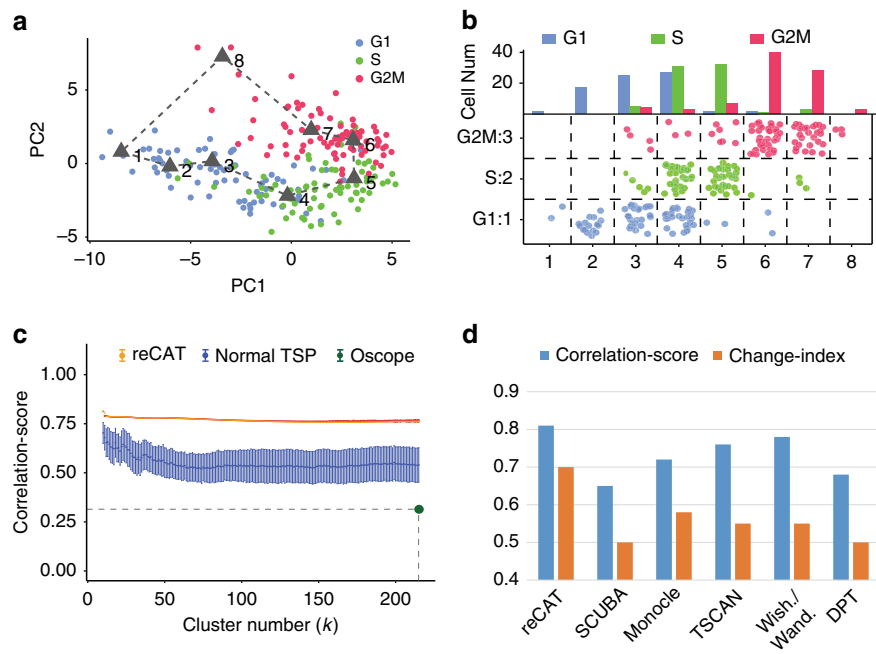 a
G1
S
G2M
PC2
5
0
–5
–10
–5
0
5
PC1
1
2
3
4
5
6
7
8
b
G1
S
G2M
Cell Num
40
20
G2M:3
S:2
G1:1
1 2 3 4 5 6 7 8
c
reCAT Normal TSP Oscope
Correlation-score
1.00
0.75
0.50
0.25
0.00
0 50 100 150 200
Cluster number (k)
d
Correlation-score Change-index
0.9
0.8
0.7
0.6
0.5
0.4
reCAT
SCUBA
Monocle
TSCAN
Wish./
Wand.
DPT